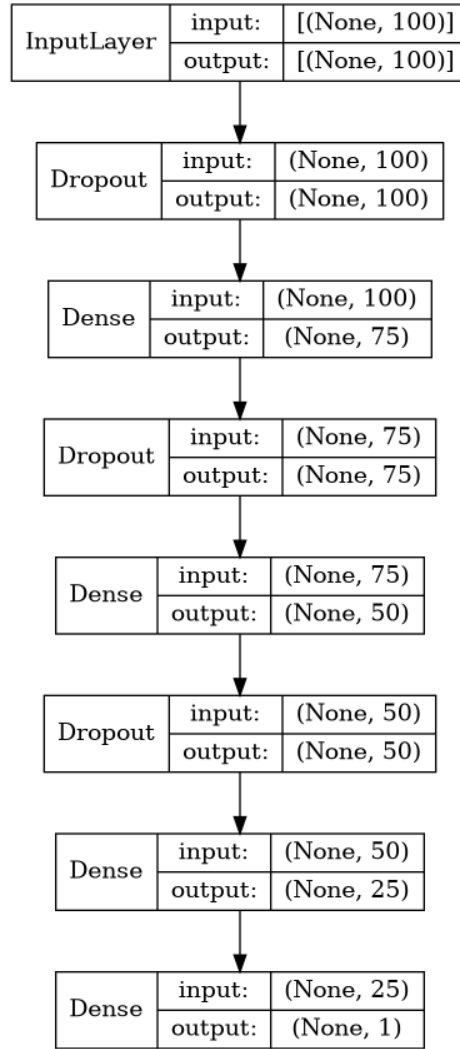 InputLayer input: [(None, 100)]
output: [(None, 100)]
Dropout input: (None, 100)
output: (None, 100)
Dense input: (None, 100)
output: (None, 75)
Dropout input: (None, 75)
output: (None, 75)
Dense input: (None, 75)
output: (None, 50)
Dropout input: (None, 50)
output: (None, 50)
Dense input: (None, 50)
output: (None, 25)
Dense input: (None, 25)
output: (None, 1)